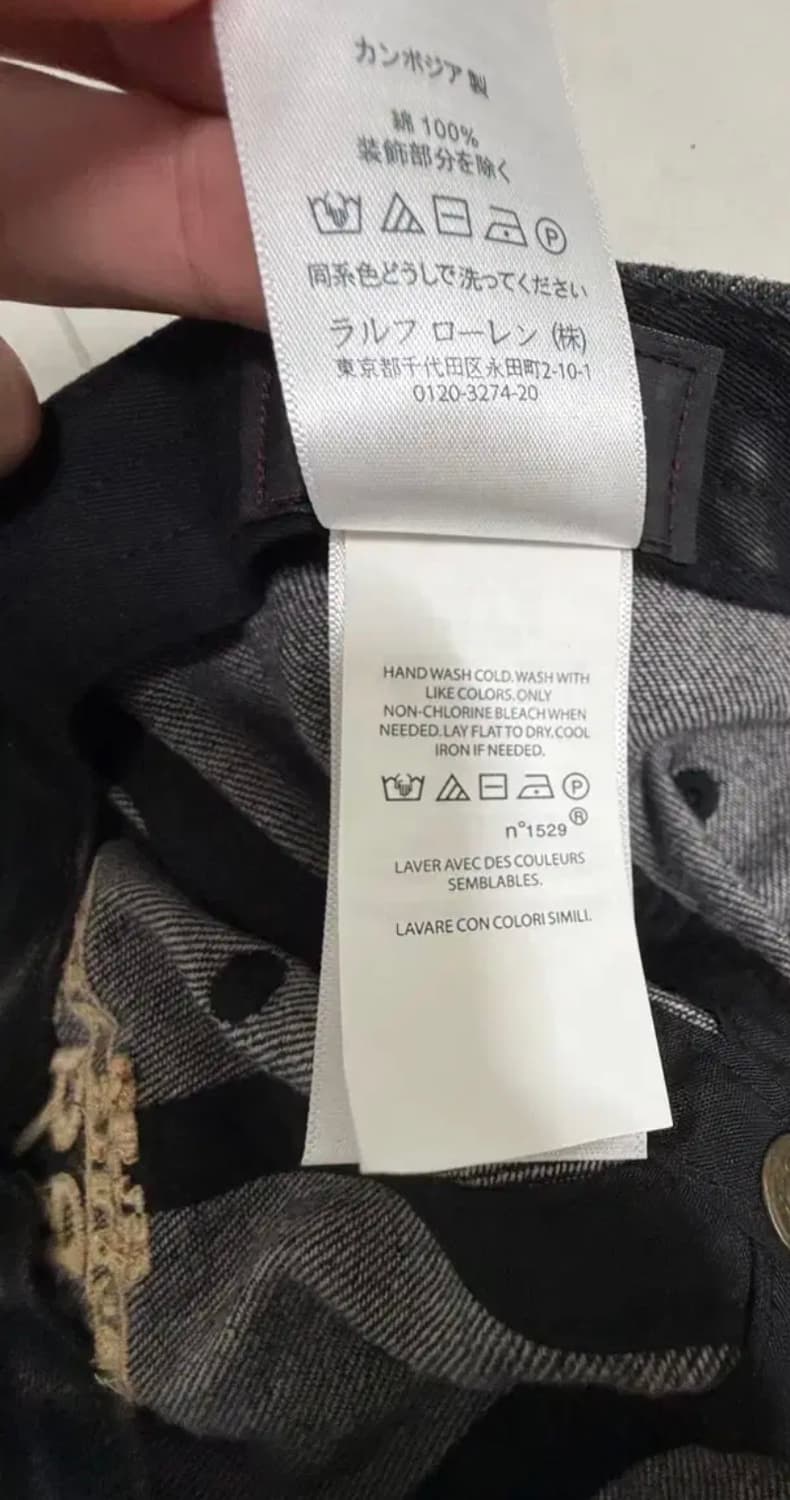 カンボジア製
綿 100%
装飾部分を除く
P
同系色どうしで洗ってください
ラルフ ローレン (株)
東京都千代田区永田町2-10-1
0120-3274-20
HAND WASH COLD.WASH WITH
LIKE COLORS.ONLY
NON-CHLORINE BLEACH WHEN
NEEDED.LAY FLAT TO DRY.COOL
IRON IF NEEDED.
P
n°1529 ®
LAVER AVEC DES COULEURS
SEMBLABLES.
LAVARE CON COLORI SIMILI.